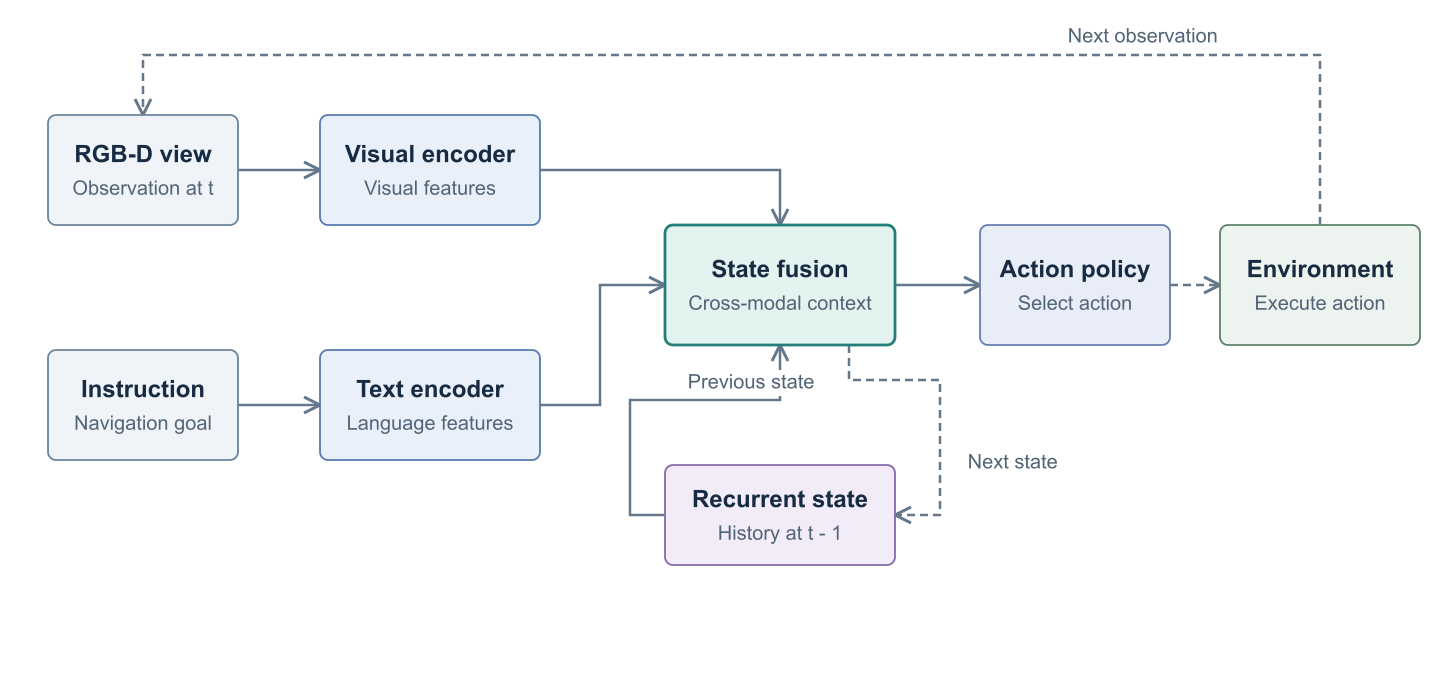 Next observation
RGB-D view
Observation at t
Visual encoder
Visual features
State fusion
Cross-modal context
Action policy
Select action
Environment
Execute action
Instruction
Navigation goal
Text encoder
Language features
Previous state
Next state
Recurrent state
History at t - 1